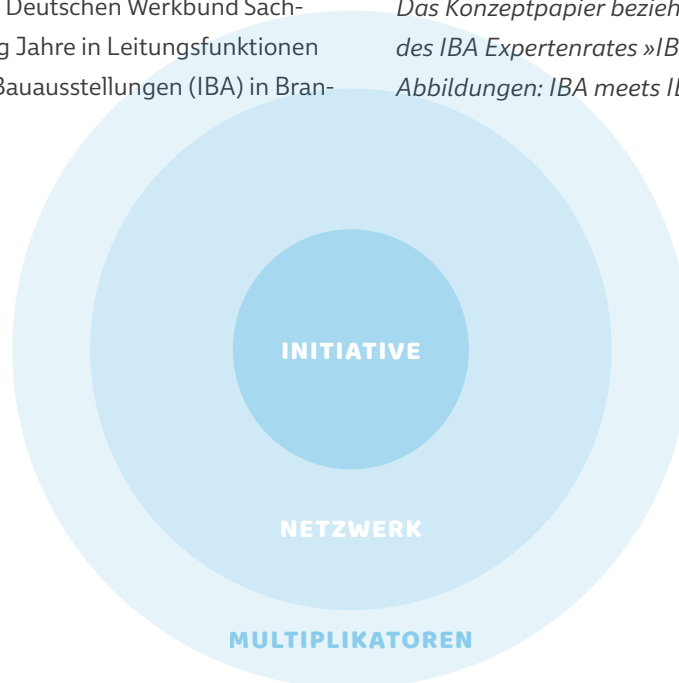 Deutschen Werkbund Säch-
g Jahre in Leitungsfunktionen
Bauausstellungen (IBA) in Bran-
Das Konzeptpapier bezieh
des IBA Expertenrates »IB
Abbildungen: IBA meets IB
INITIATIVE
NETZWERK
MULTIPLIKATOREN